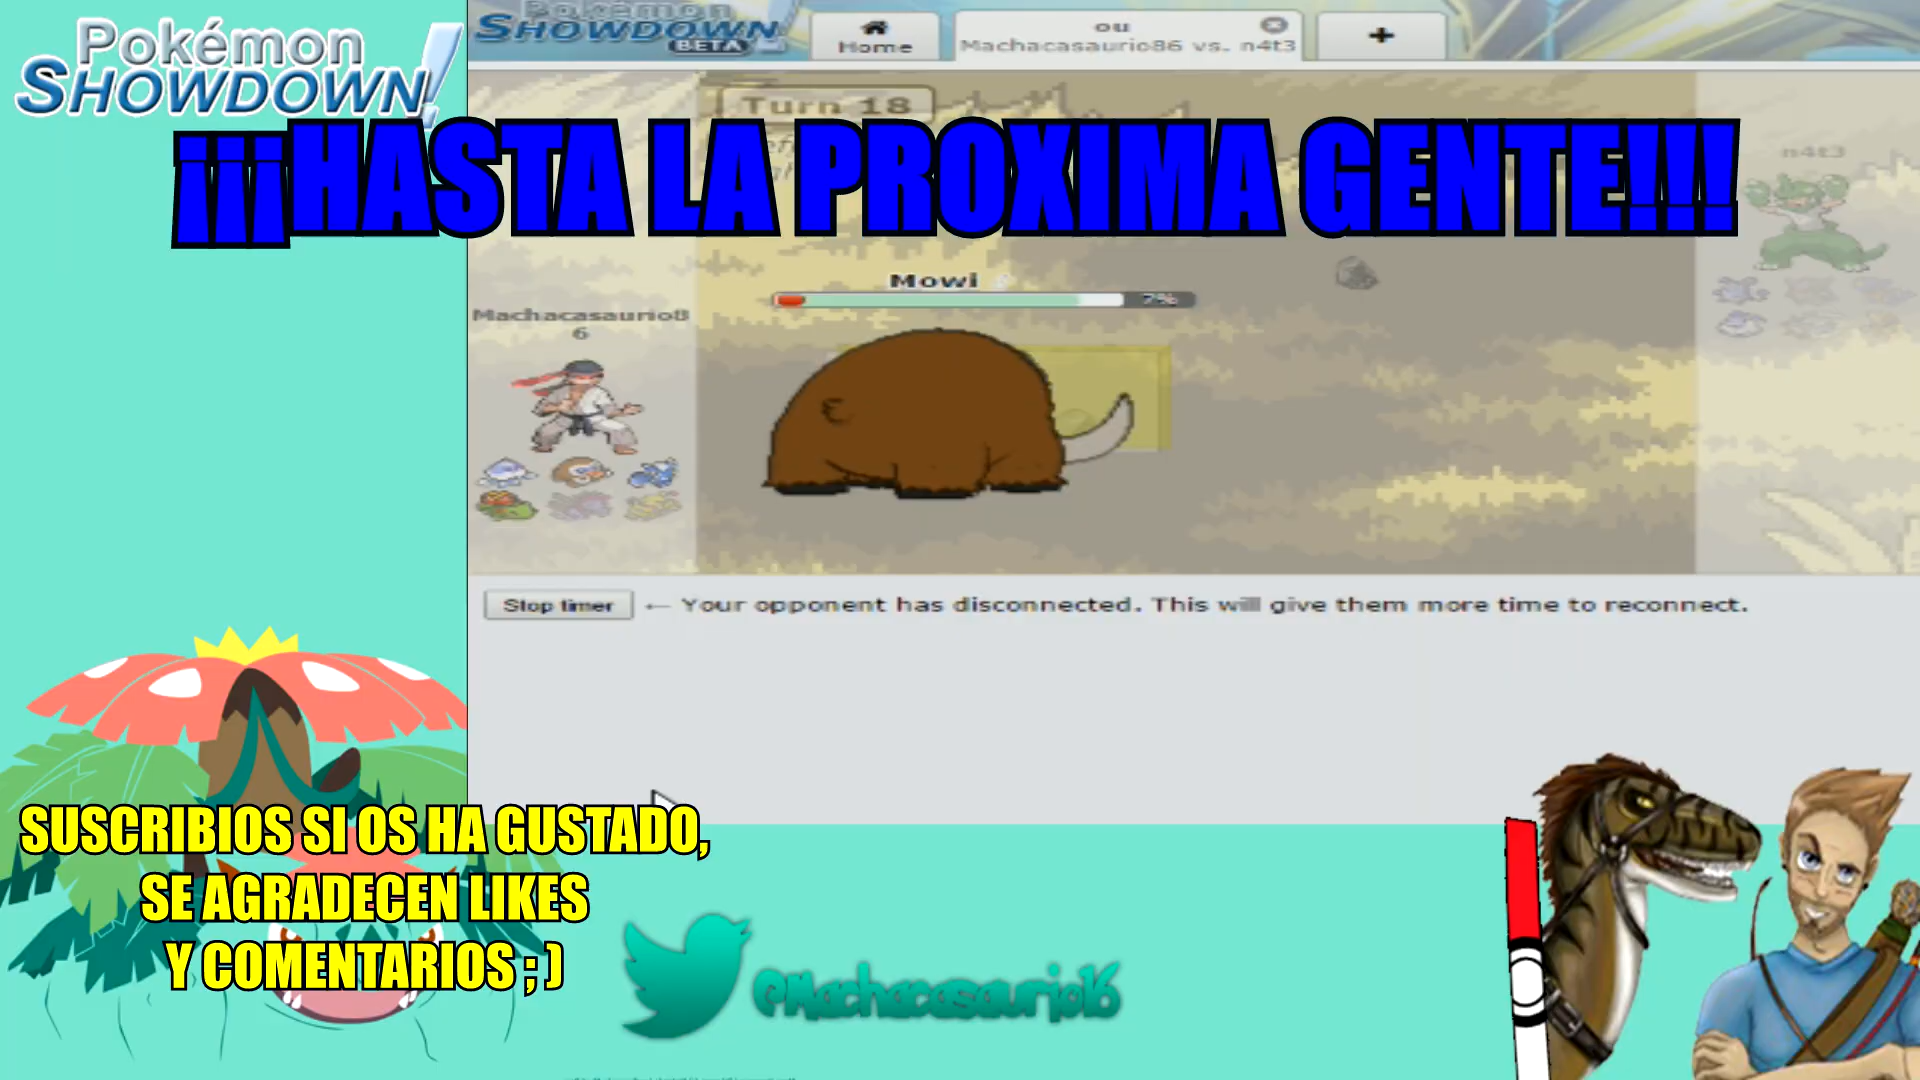 Pokémon
SHOWDOWN!
Pokémon
SHOWDOWN!
BETA
Home
ou
Machacasaurio86 vs. n4t3
+
Turn 18
¡¡¡HASTA LA PROXIMA GENTE!!!
n4t3
Mowi
7%
Machacasaurio8
6
Stop timer ← Your opponent has disconnected. This will give them more time to reconnect.
SUSCRIBIOS SI OS HA GUSTADO,
SE AGRADECEN LIKES
Y COMENTARIOS ; )
@Machacasaurio16